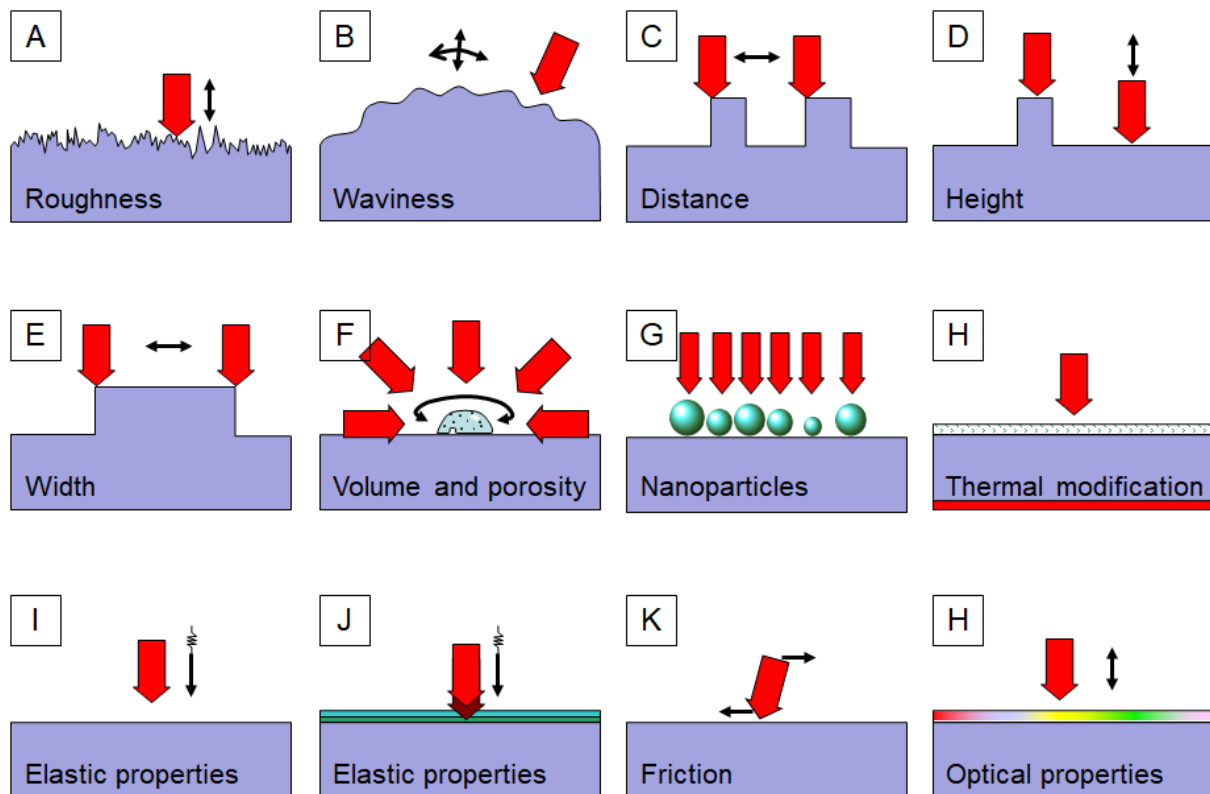 A
B
C
D
Roughness
Waviness
Distance
Height
E
F
G
H
Width
Volume and porosity
Nanoparticles
Thermal modification
I
J
K
H
Elastic properties
Elastic properties
Friction
Optical properties